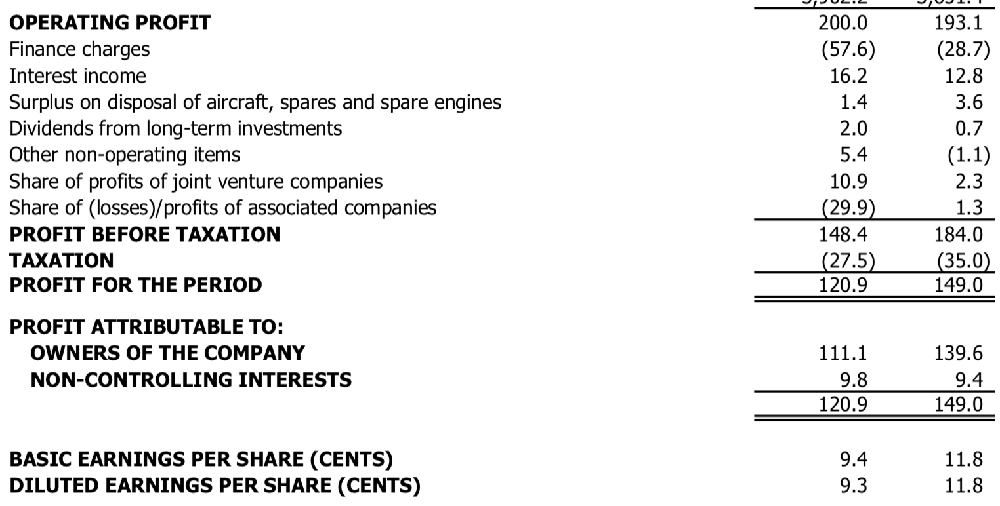 OPERATING PROFIT 200.0 193.1
Finance charges (57.6) (28.7)
Interest income 16.2 12.8
Surplus on disposal of aircraft, spares and spare engines 1.4 3.6
Dividends from long-term investments 2.0 0.7
Other non-operating items 5.4 (1.1)
Share of profits of joint venture companies 10.9 2.3
Share of (losses)/profits of associated companies (29.9) 1.3
PROFIT BEFORE TAXATION 148.4 184.0
TAXATION (27.5) (35.0)
PROFIT FOR THE PERIOD 120.9 149.0
PROFIT ATTRIBUTABLE TO:
OWNERS OF THE COMPANY 111.1 139.6
NON-CONTROLLING INTERESTS 9.8 9.4
120.9 149.0
BASIC EARNINGS PER SHARE (CENTS) 9.4 11.8
DILUTED EARNINGS PER SHARE (CENTS) 9.3 11.8